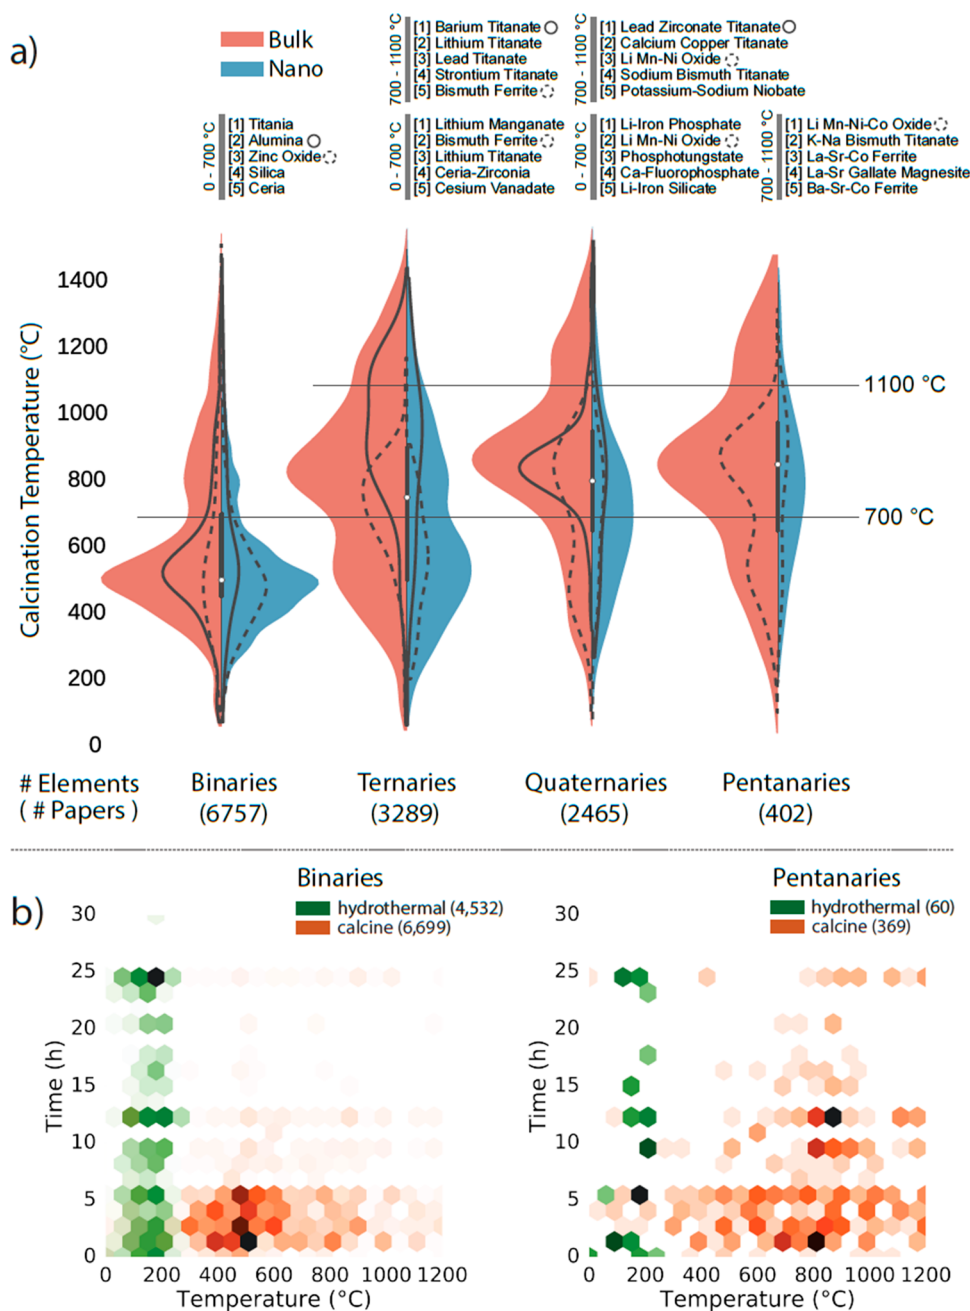 a)
Bulk
Nano
700 - 1100 °C
[1] Barium Titanate
[2] Lithium Titanate
[3] Lead Titanate
[4] Strontium Titanate
[5] Bismuth Ferrite
700 - 1100 °C
[1] Lead Zirconate Titanate
[2] Calcium Copper Titanate
[3] Li Mn-Ni Oxide
[4] Sodium Bismuth Titanate
[5] Potassium-Sodium Niobate
0 - 700 °C
[1] Titania
[2] Alumina
[3] Zinc Oxide
[4] Silica
[5] Ceria
0 - 700 °C
[1] Lithium Manganate
[2] Bismuth Ferrite
[3] Lithium Titanate
[4] Ceria-Zirconia
[5] Cesium Vanadate
0 - 700 °C
[1] Li-Iron Phosphate
[2] Li Mn-Ni Oxide
[3] Phosphotungstate
[4] Ca-Fluorophosphate
[5] Li-Iron Silicate
700 - 1100 °C
[1] Li Mn-Ni-Co Oxide
[2] K-Na Bismuth Titanate
[3] La-Sr-Co Ferrite
[4] La-Sr Gallate Magnesite
[5] Ba-Sr-Co Ferrite
Calcination Temperature (°C)
1400
1200
1000
800
600
400
200
0
1100 °C
700 °C
# Elements
( # Papers )
Binaries
(6757)
Ternaries
(3289)
Quaternaries
(2465)
Pentanaries
(402)
b)
Binaries
hydrothermal (4,532)
calcine (6,699)
Time (h)
30
25
20
15
10
5
0
0 200 400 600 800 1000 1200
Temperature (°C)
Pentanaries
hydrothermal (60)
calcine (369)
Time (h)
30
25
20
15
10
5
0
0 200 400 600 800 1000 1200
Temperature (°C)